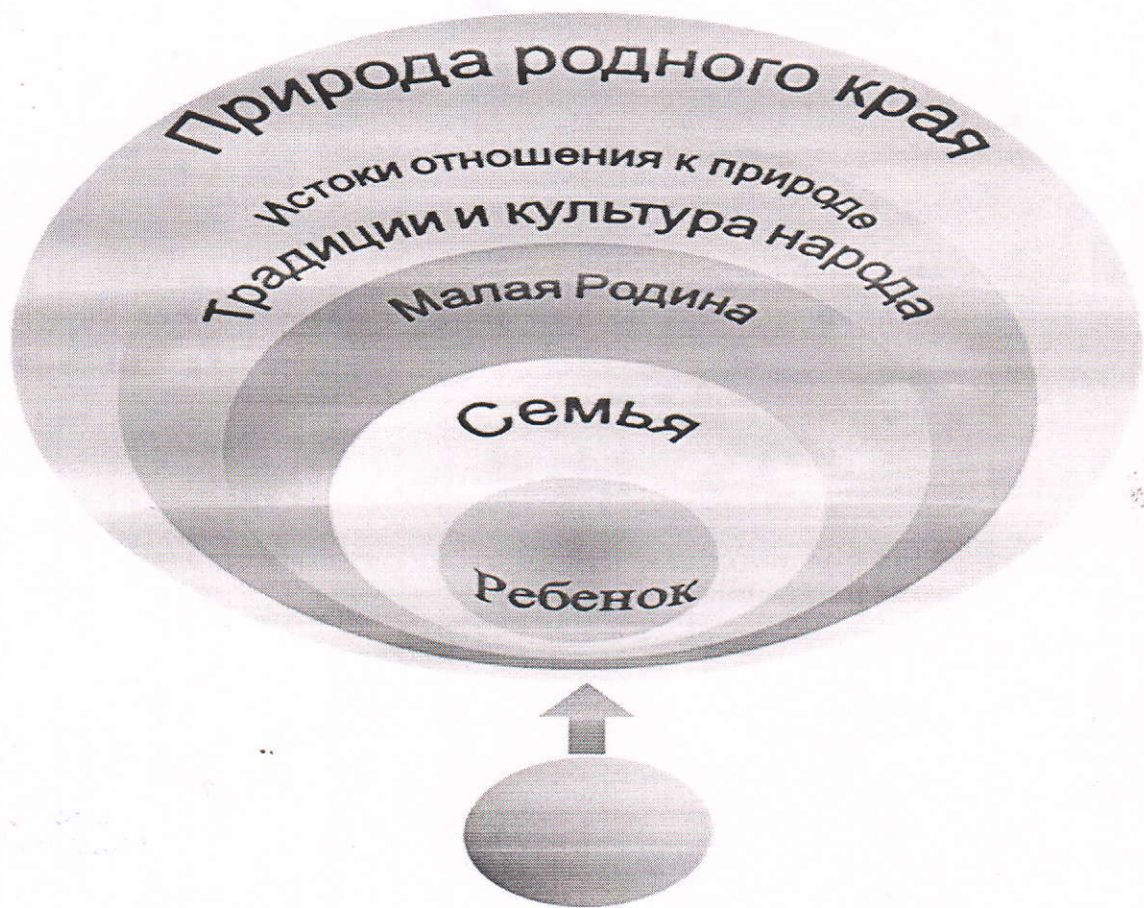 Природа родного края
Истоки отношения к природе
Традиции и культура народа
Малая Родина
Семья
Ребенок